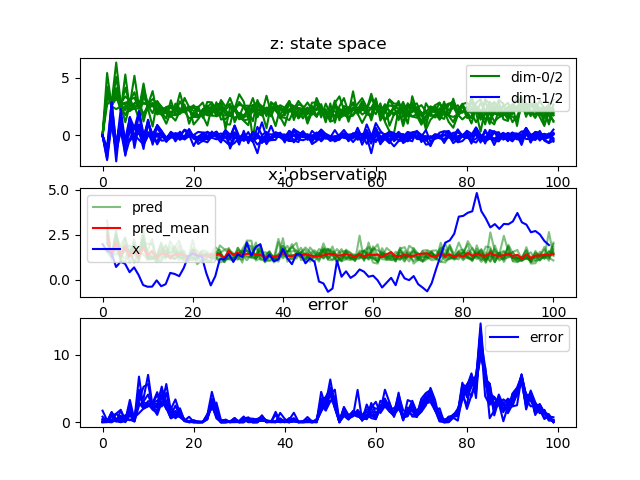 z: state space
5
0
dim-0/2
dim-1/2
0 20 40 60 80 100
x: observation
5.0
2.5
0.0
pred
pred_mean
x
0 20 40 60 80 100
error
10
0
error
0 20 40 60 80 100